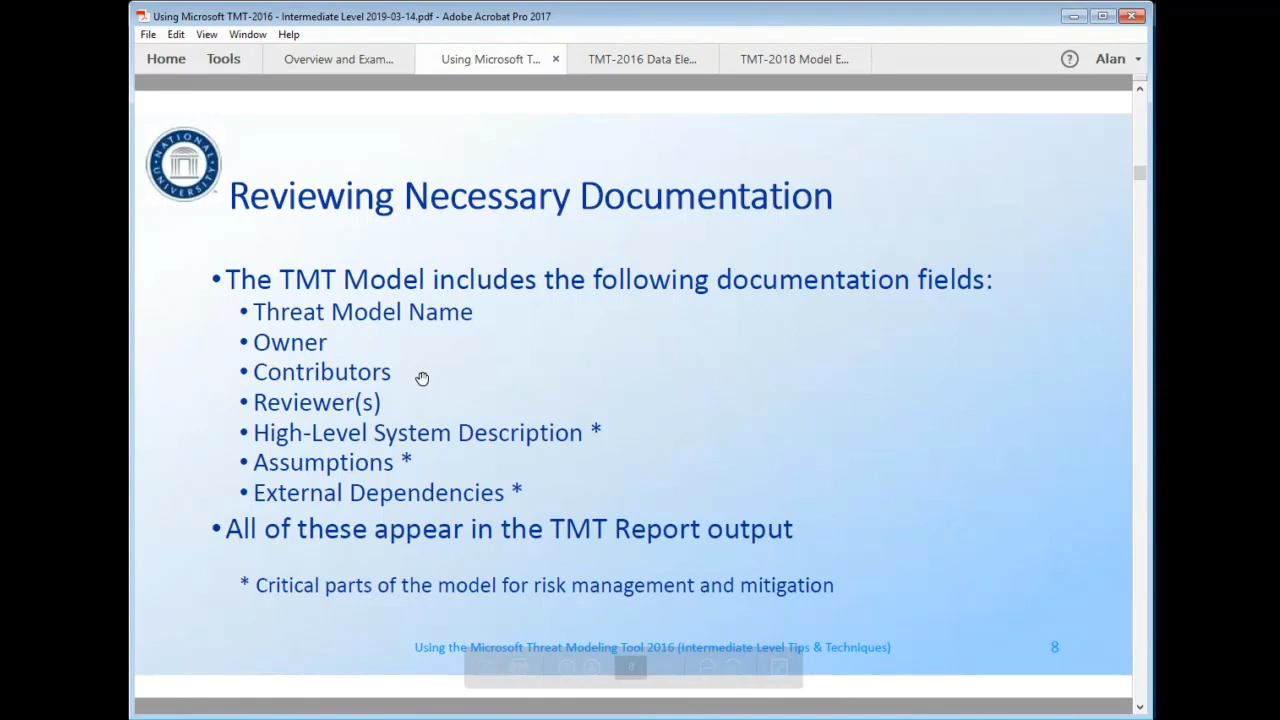 Using Microsoft TMT-2016 - Intermediate Level 2019-03-14.pdf - Adobe Acrobat Pro 2017
File Edit View Window Help
Home Tools Overview and Exam... Using Microsoft T... × TMT-2016 Data Ele... TMT-2018 Model E... ? Alan
NATIONAL UNIVERSITY
Reviewing Necessary Documentation
•The TMT Model includes the following documentation fields:
• Threat Model Name
• Owner
• Contributors
• Reviewer(s)
• High-Level System Description *
• Assumptions *
• External Dependencies *
•All of these appear in the TMT Report output
* Critical parts of the model for risk management and mitigation
Using the Microsoft Threat Modeling Tool 2016 (Intermediate Level Tips & Techniques) 8
8